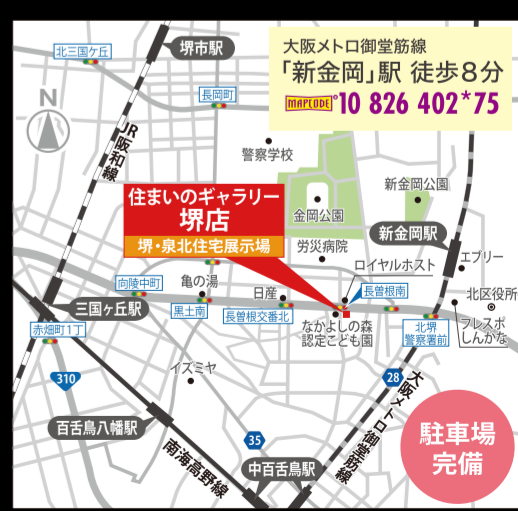 大阪メトロ御堂筋線
「新金岡」駅 徒歩8分
MAPCODE 10 826 402*75
北三国ケ丘
堺市駅
長岡町
N
JR阪和線
警察学校
新金岡公園
金岡公園
住まいのギャラリー
堺店
堺・泉北住宅展示場
労災病院
新金岡駅
エブリー
ロイヤルホスト
北区役所
向陵中町
亀の湯
日産
長曽根南
三国ヶ丘駅
黒土南
長曽根交番北
なかよしの森
認定こども園
北堺
警察署前
フレスポ
しんかな
赤畑町1丁
イズミヤ
310
28
大阪メトロ御堂筋線
百舌鳥八幡駅
35
南海高野線
中百舌鳥駅
駐車場
完備